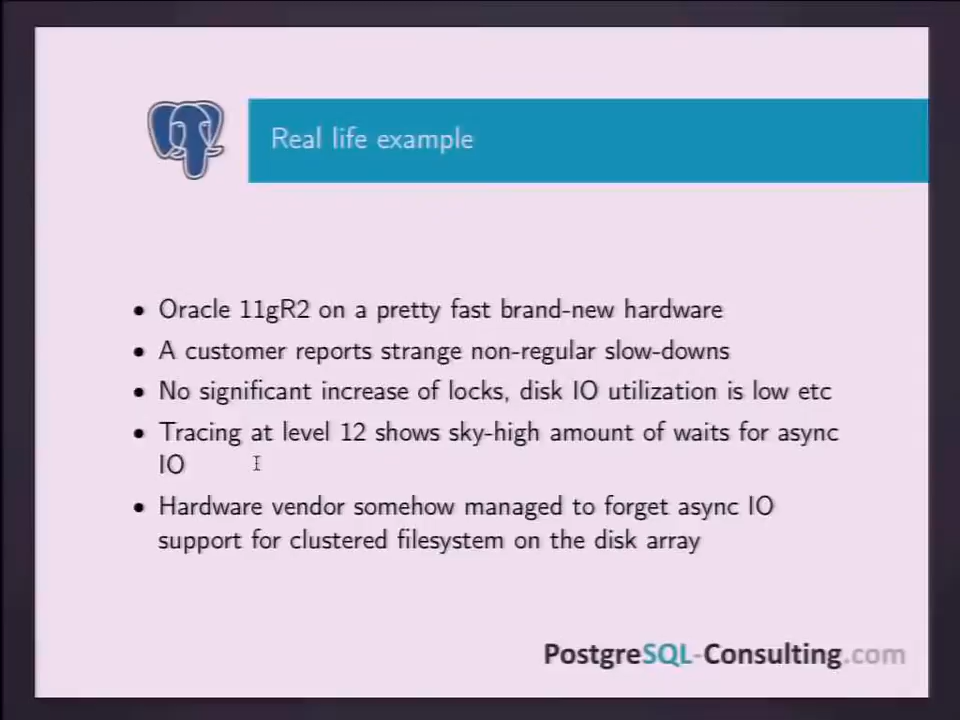 Real life example
• Oracle 11gR2 on a pretty fast brand-new hardware
• A customer reports strange non-regular slow-downs
• No significant increase of locks, disk IO utilization is low etc
• Tracing at level 12 shows sky-high amount of waits for async
IO
• Hardware vendor somehow managed to forget async IO
support for clustered filesystem on the disk array
PostgreSQL-Consulting.com